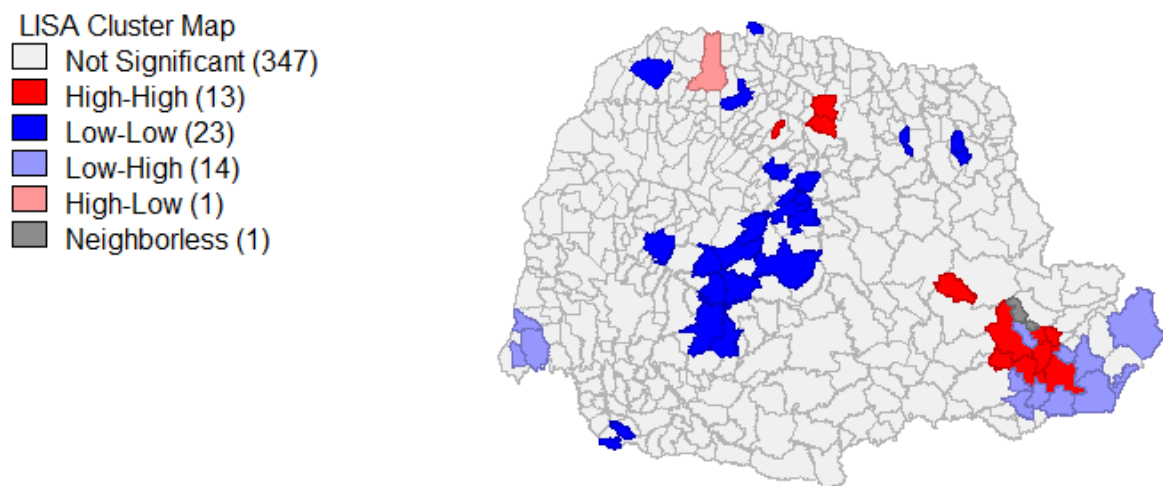 LISA Cluster Map
Not Significant (347)
High-High (13)
Low-Low (23)
Low-High (14)
High-Low (1)
Neighborless (1)